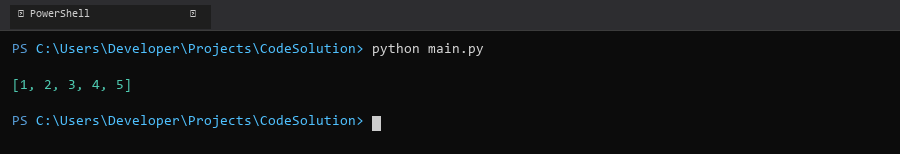 PowerShell
PS C:\Users\Developer\Projects\CodeSolution> python main.py
[1, 2, 3, 4, 5]
PS C:\Users\Developer\Projects\CodeSolution>